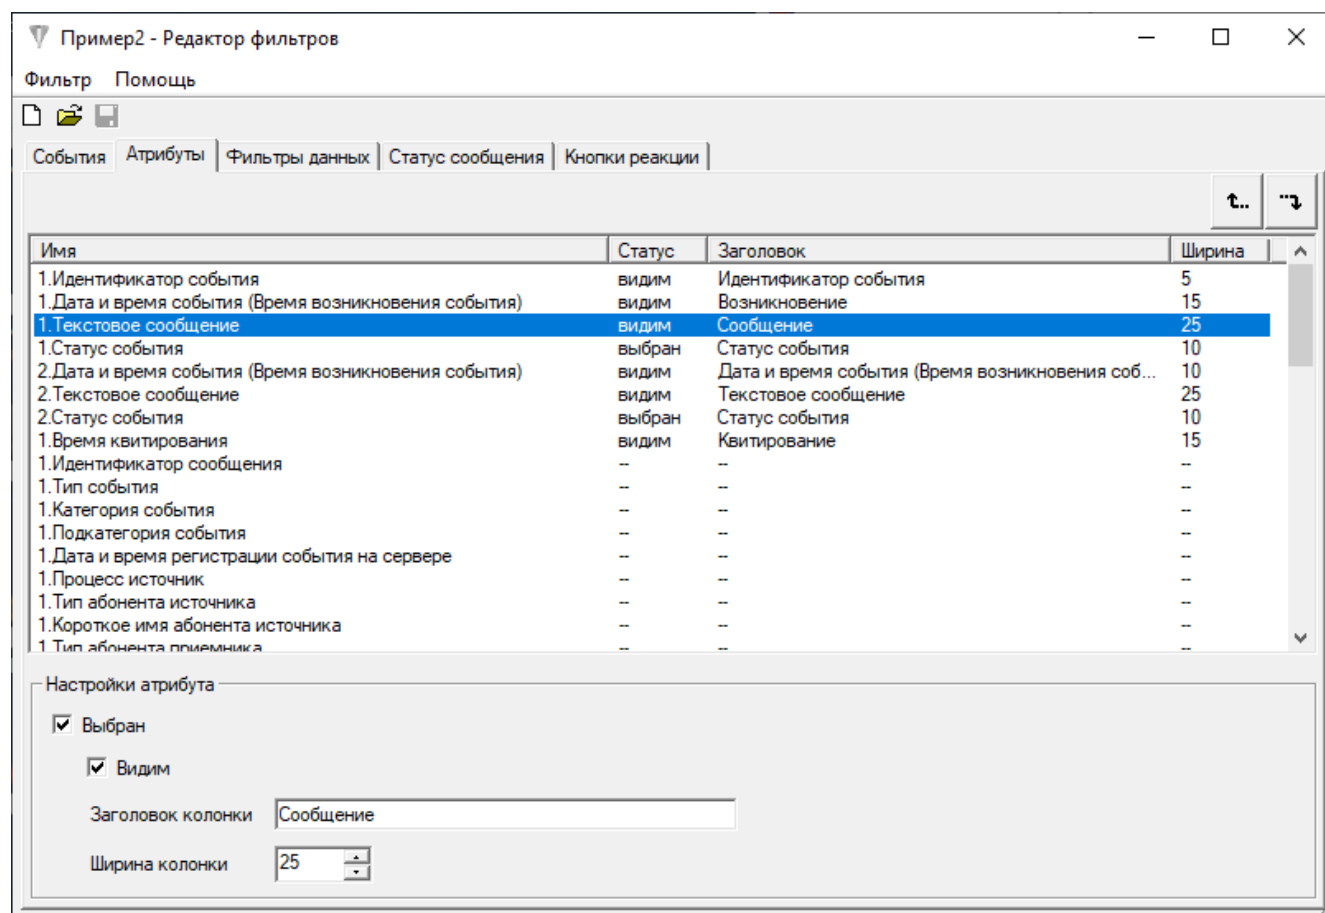 Пример2 - Редактор фильтров
Фильтр Помощь
События Атрибуты Фильтры данных Статус сообщения Кнопки реакции
Имя Статус Заголовок Ширина
1.Идентификатор события видим Идентификатор события 5
1.Дата и время события (Время возникновения события) видим Возникновение 15
1.Текстовое сообщение видим Сообщение 25
1.Статус события выбран Статус события 10
2.Дата и время события (Время возникновения события) видим Дата и время события (Время возникновения соб... 10
2.Текстовое сообщение видим Текстовое сообщение 25
2.Статус события выбран Статус события 10
1.Время квитирования видим Квитирование 15
1.Идентификатор сообщения -- -- --
1.Тип события -- -- --
1.Категория события -- -- --
1.Подкатегория события -- -- --
1.Дата и время регистрации события на сервере -- -- --
1.Процесс источник -- -- --
1.Тип абонента источника -- -- --
1.Короткое имя абонента источника -- -- --
1.Тип абонента приемника -- -- --
Настройки атрибута
Выбран
Видим
Заголовок колонки Сообщение
Ширина колонки 25